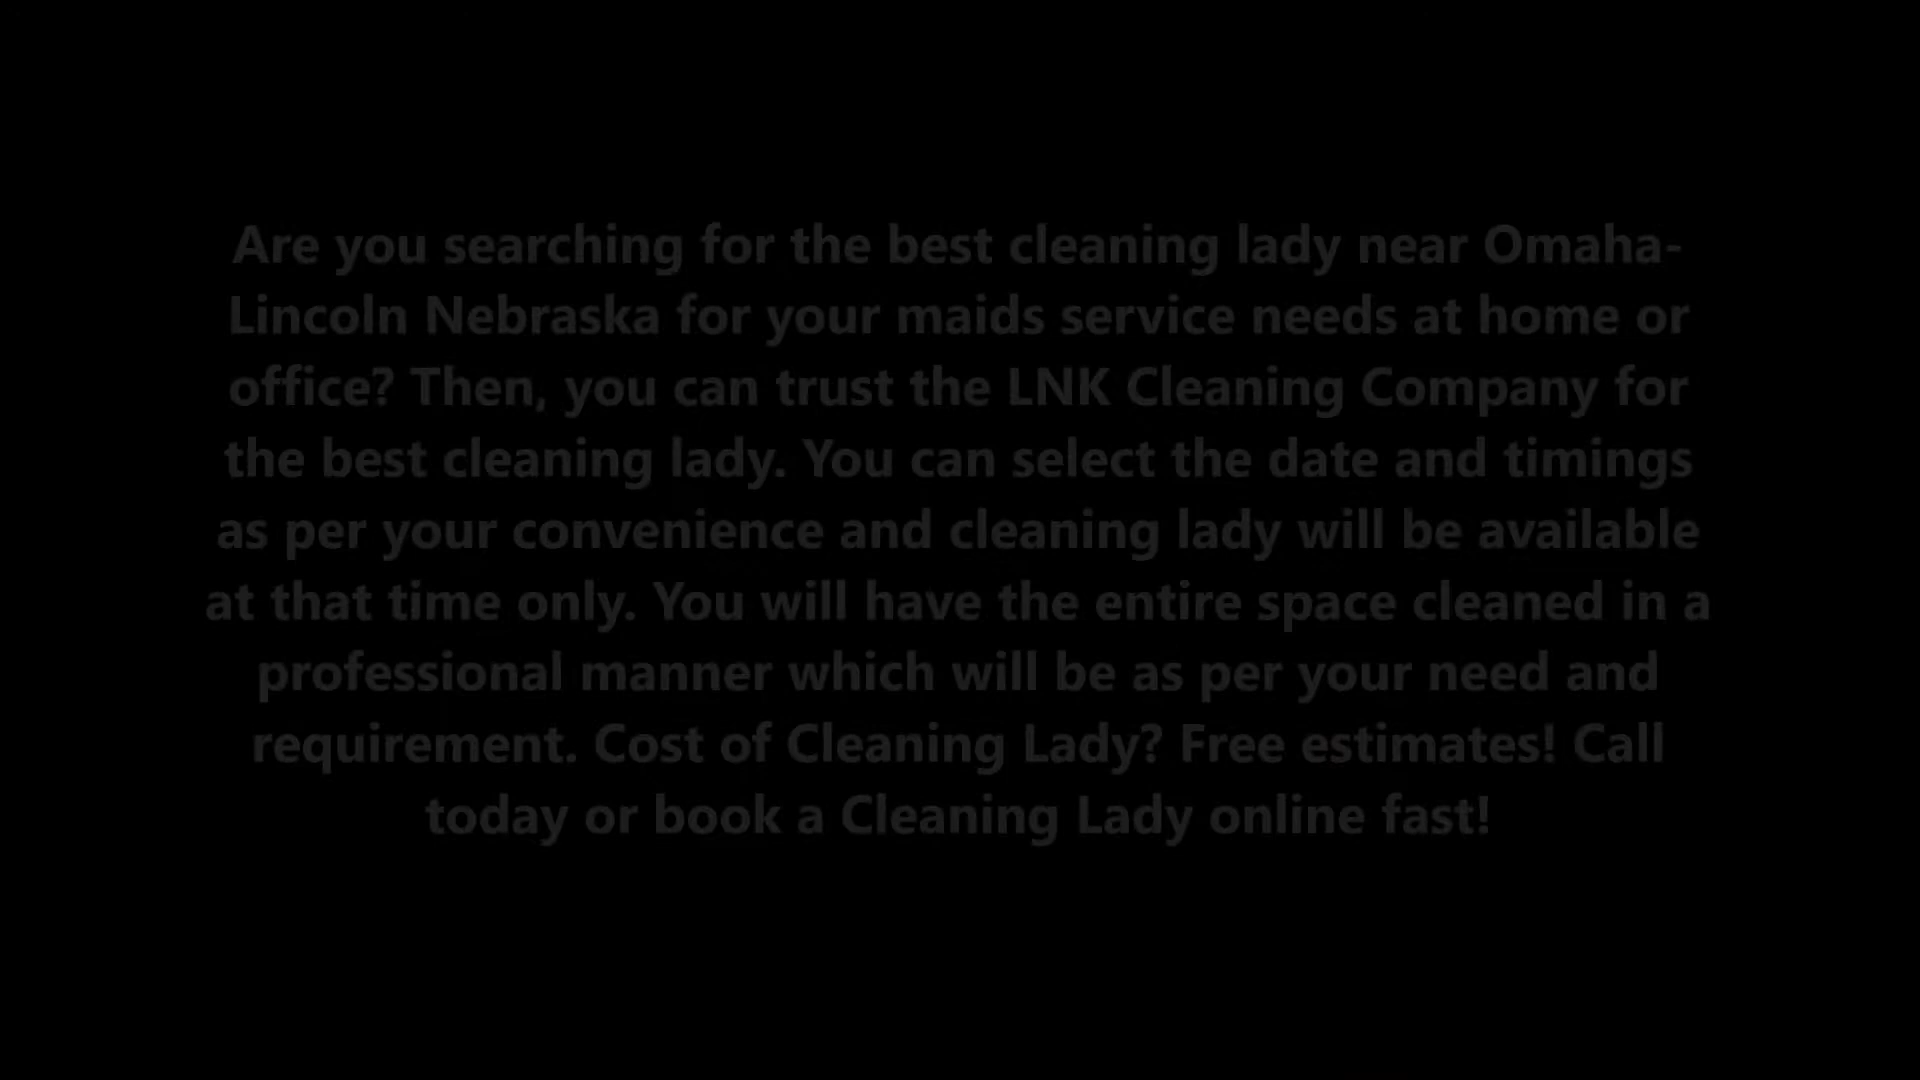 Are you searching for the best cleaning lady near Omaha-
Lincoln Nebraska for your maids service needs at home or
office? Then, you can trust the LNK Cleaning Company for
the best cleaning lady. You can select the date and timings
as per your convenience and cleaning lady will be available
at that time only. You will have the entire space cleaned in a
professional manner which will be as per your need and
requirement. Cost of Cleaning Lady? Free estimates! Call
today or book a Cleaning Lady online fast!